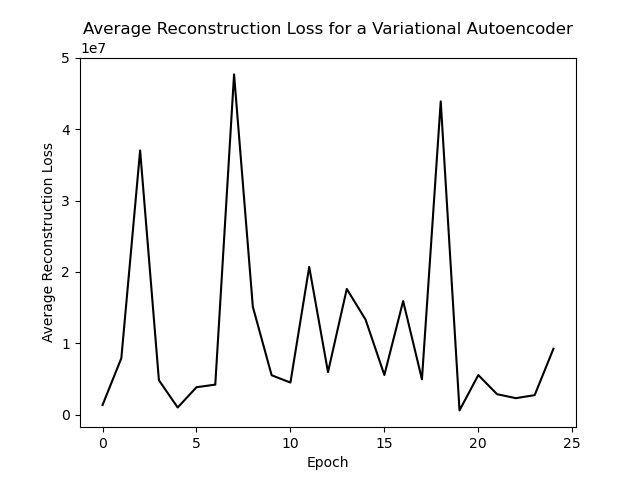 Average Reconstruction Loss for a Variational Autoencoder
1e7
5
4
3
2
1
0
Average Reconstruction Loss
0 5 10 15 20 25
Epoch